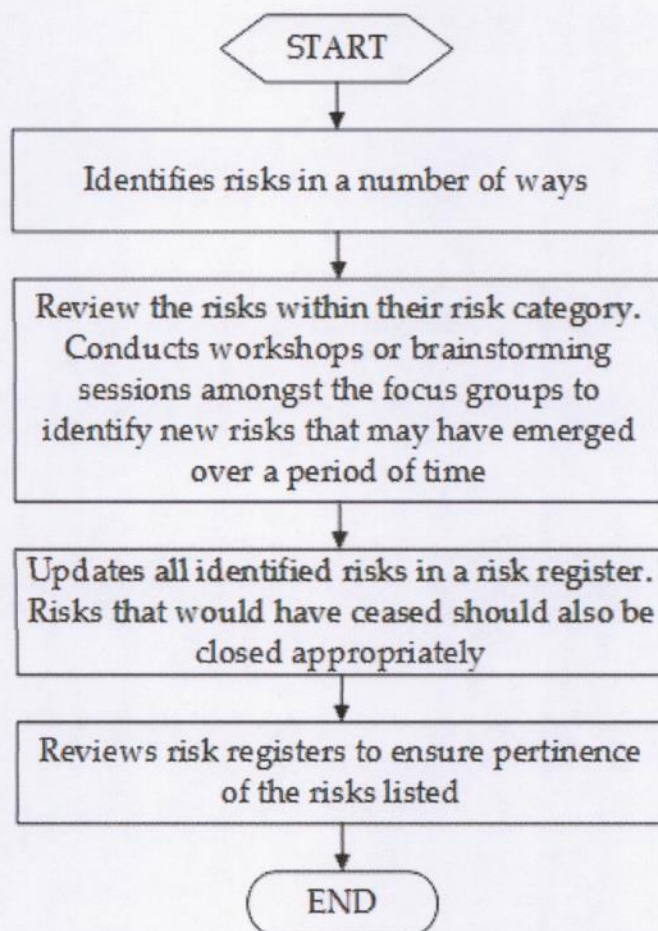 START
Identifies risks in a number of ways
Review the risks within their risk category.
Conducts workshops or brainstorming
sessions amongst the focus groups to
identify new risks that may have emerged
over a period of time
Updates all identified risks in a risk register.
Risks that would have ceased should also be
closed appropriately
Reviews risk registers to ensure pertinence
of the risks listed
END